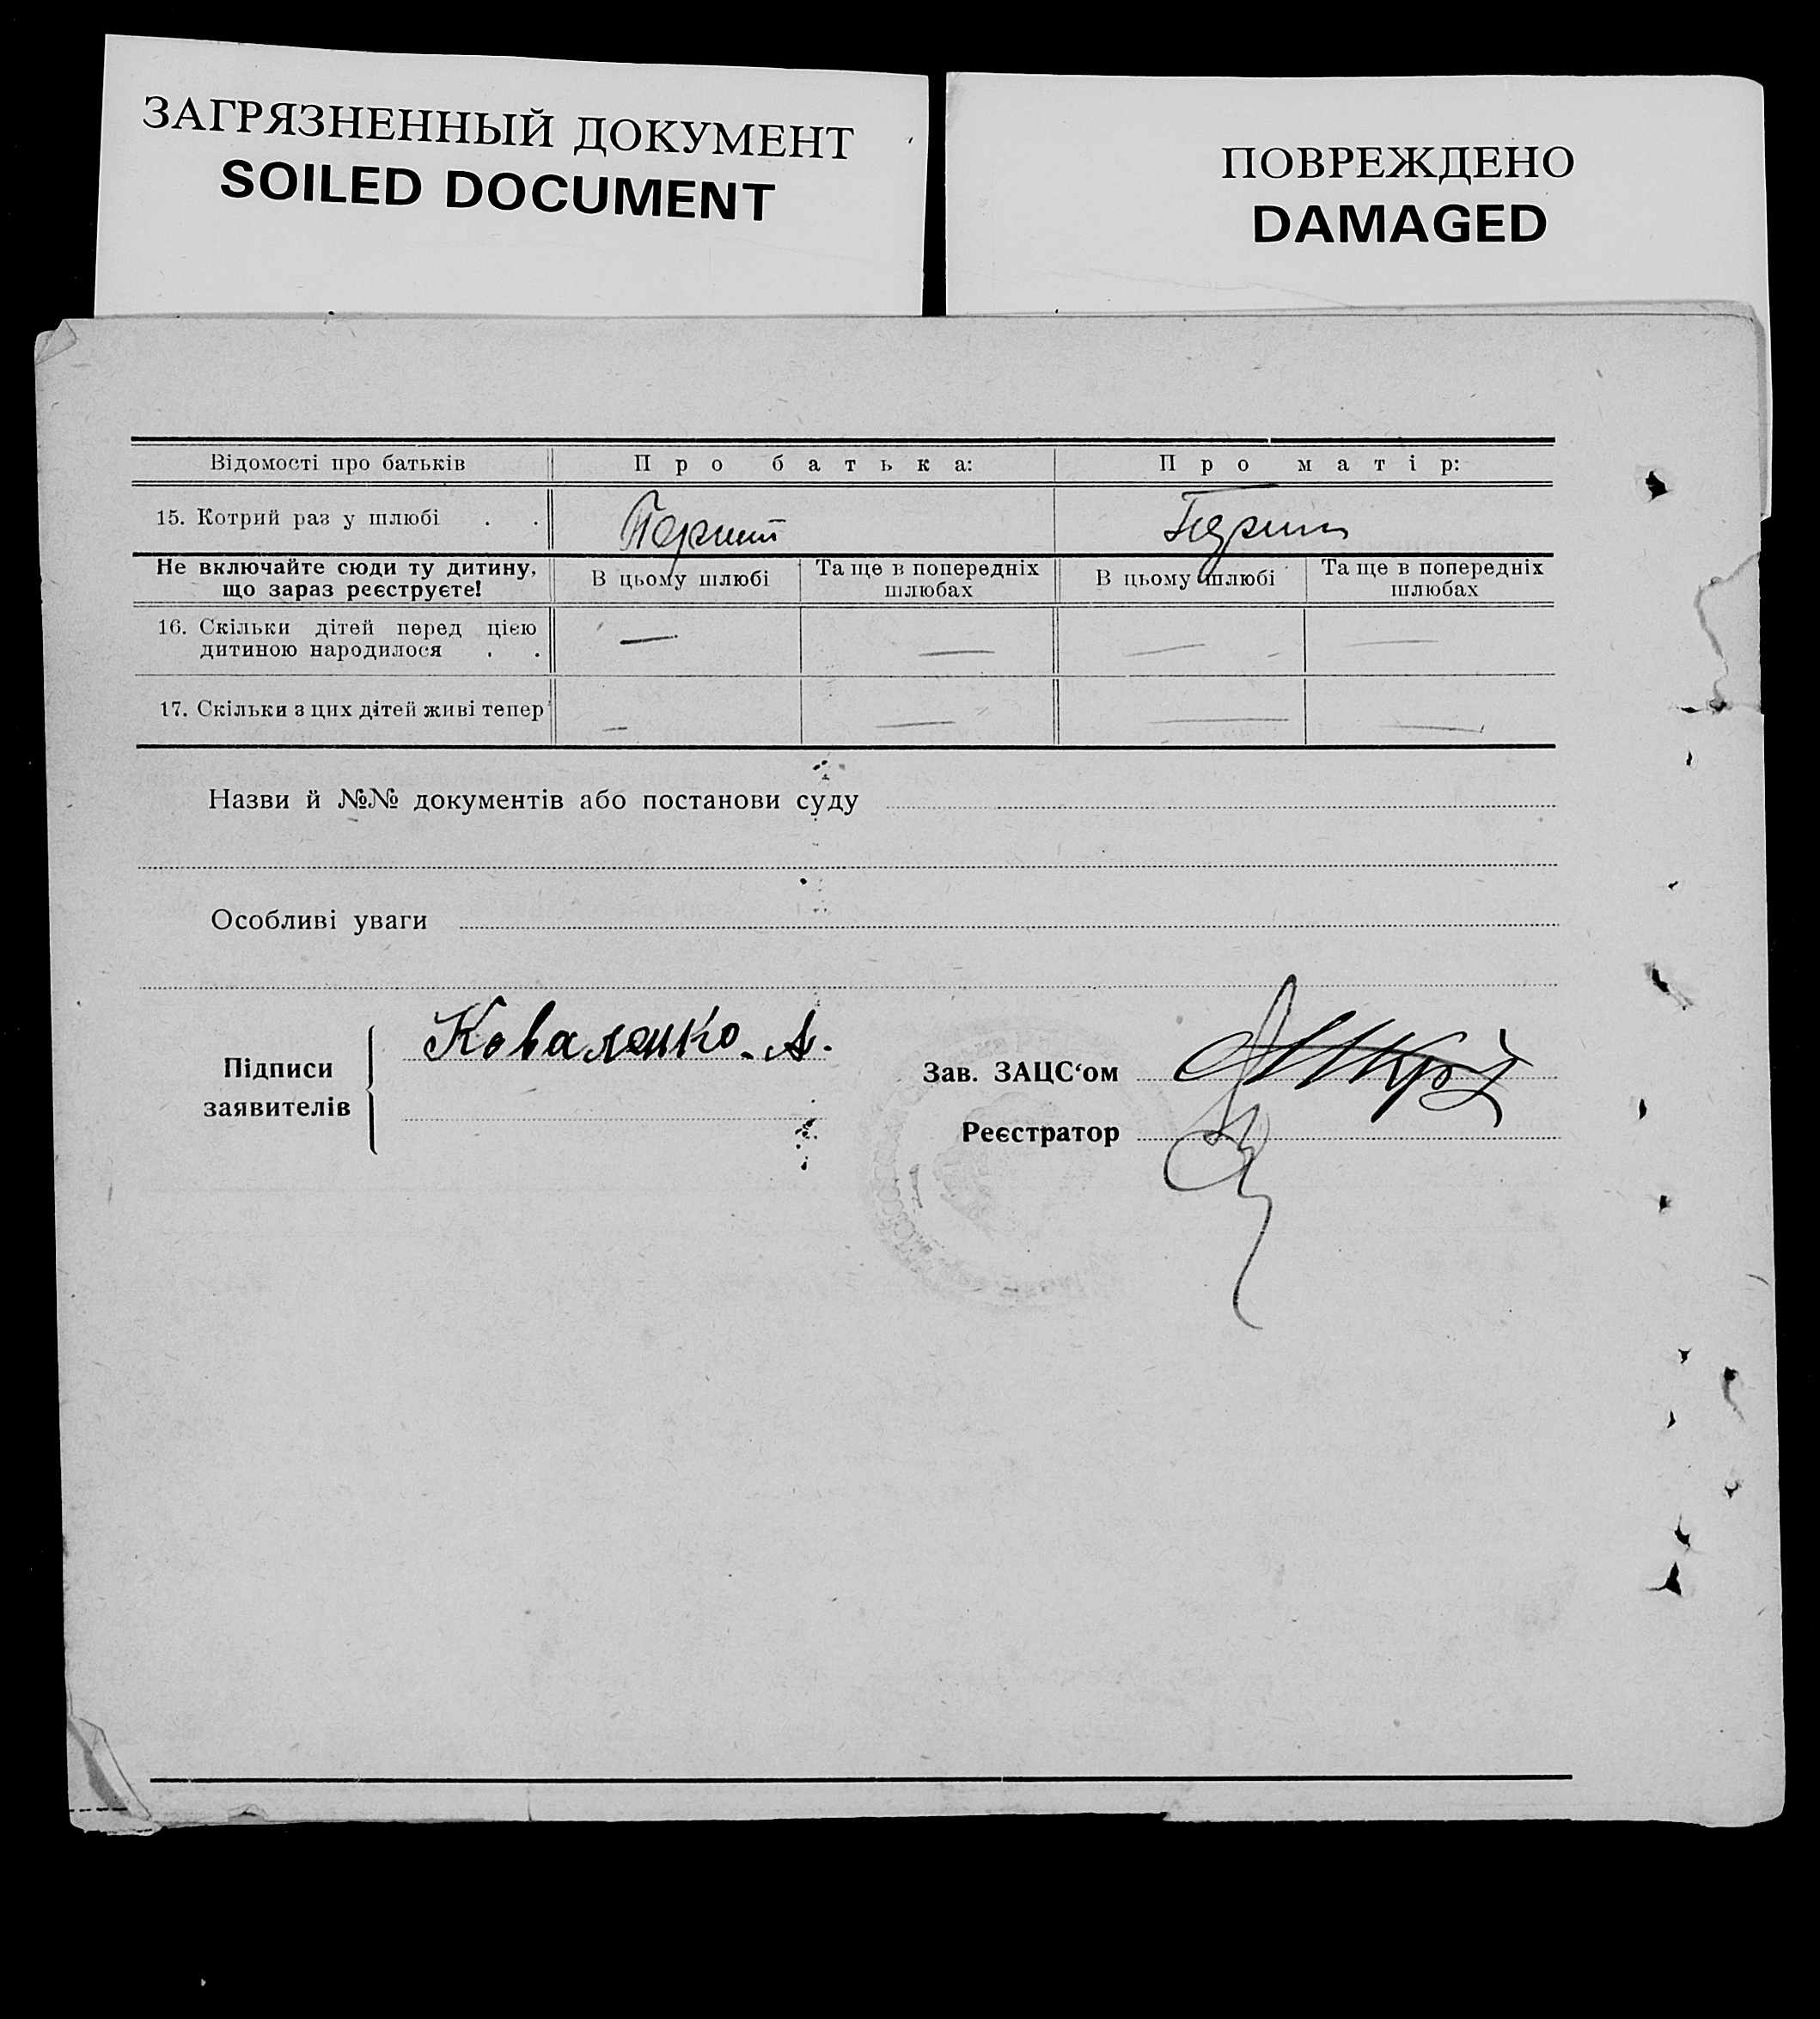 ЗАГРЯЗНЕННЫЙ ДОКУМЕНТ
SOILED DOCUMENT
ПОВРЕЖДЕНО
DAMAGED
Відомості про батьків Про батька: Про матір:
15. Котрий раз у шлюбі . . Перший Перший
Не включайте сюди ту дитину, що зараз реєструєте! В цьому шлюбі Та ще в попередніх шлюбах В цьому шлюбі Та ще в попередніх шлюбах
16. Скільки дітей перед цією
дитиною народилося . . — — — —
17. Скільки з цих дітей живі тепер — — — —
Назви й №№ документів або постанови суду
Особливі уваги
Підписи
заявителів
Коваленко. А.
Зав. ЗАЦС‘ом
Реєстратор